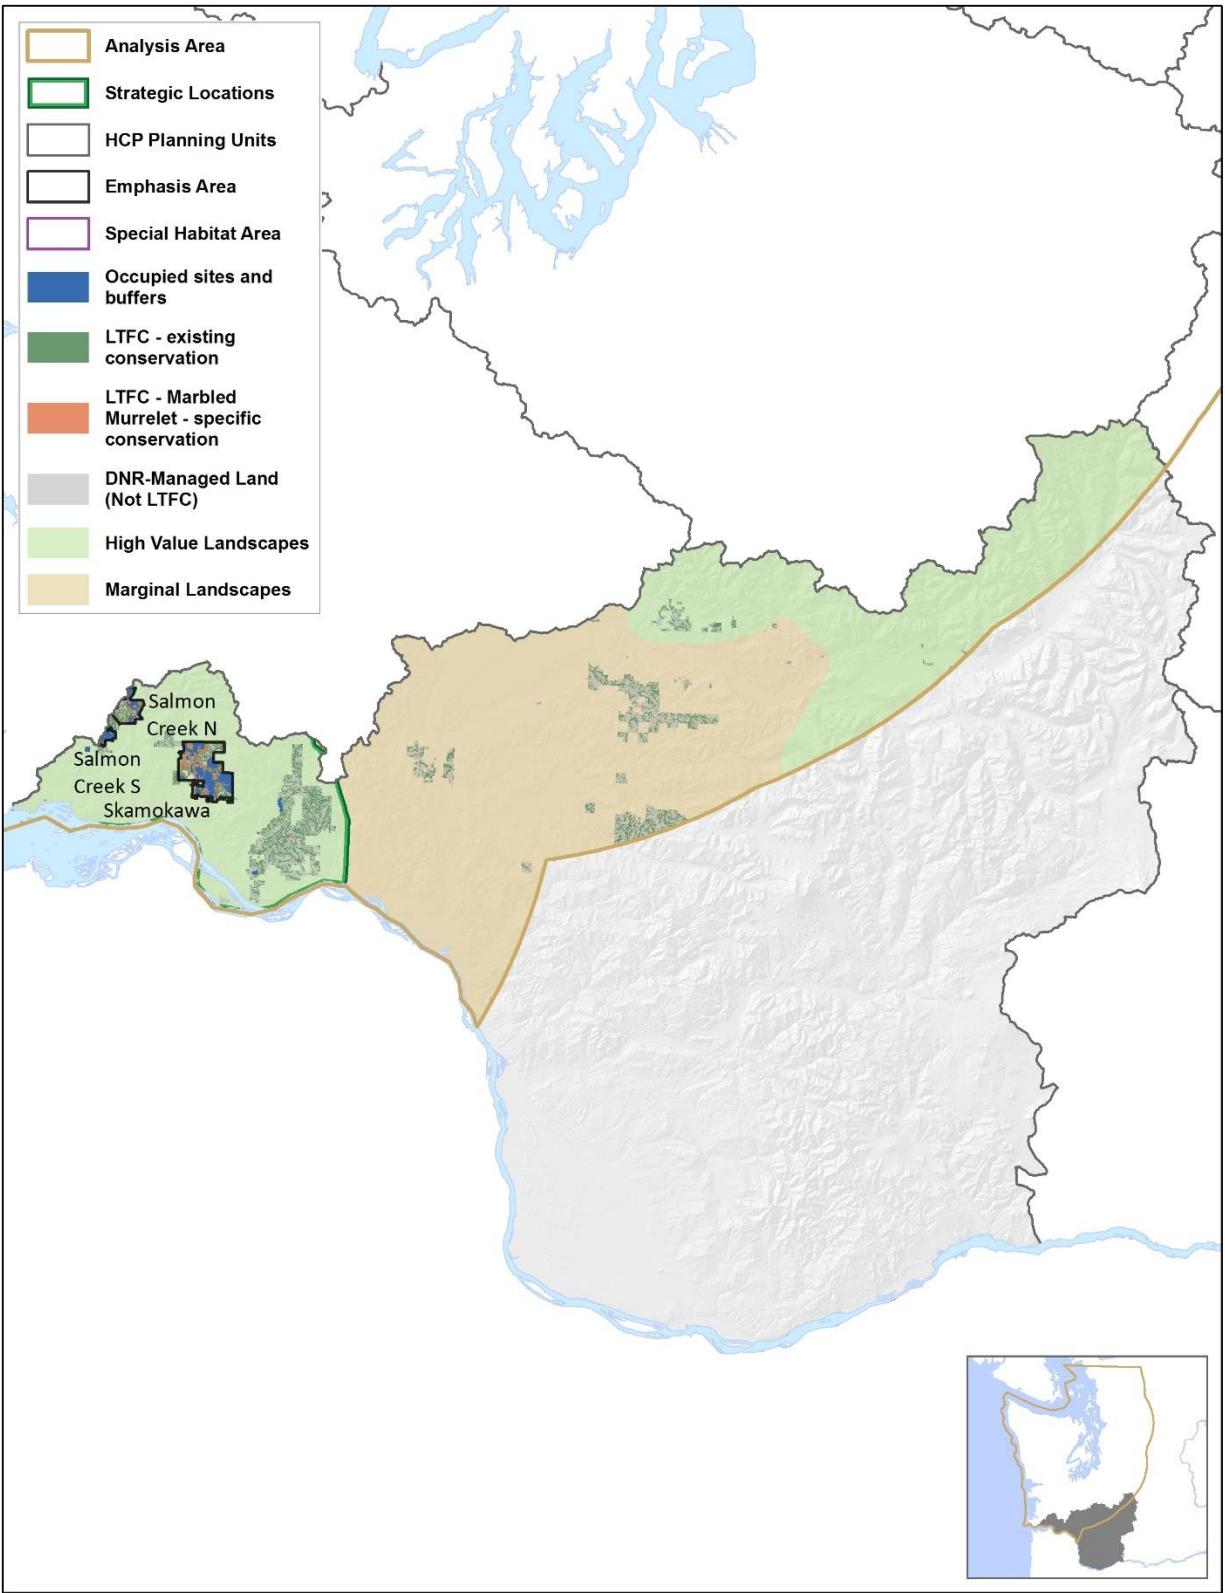 Analysis Area
Strategic Locations
HCP Planning Units
Emphasis Area
Special Habitat Area
Occupied sites and
buffers
LTFC - existing
conservation
LTFC - Marbled
Murrelet - specific
conservation
DNR-Managed Land
(Not LTFC)
High Value Landscapes
Marginal Landscapes
Salmon
Creek N
Salmon
Creek S
Skamokawa